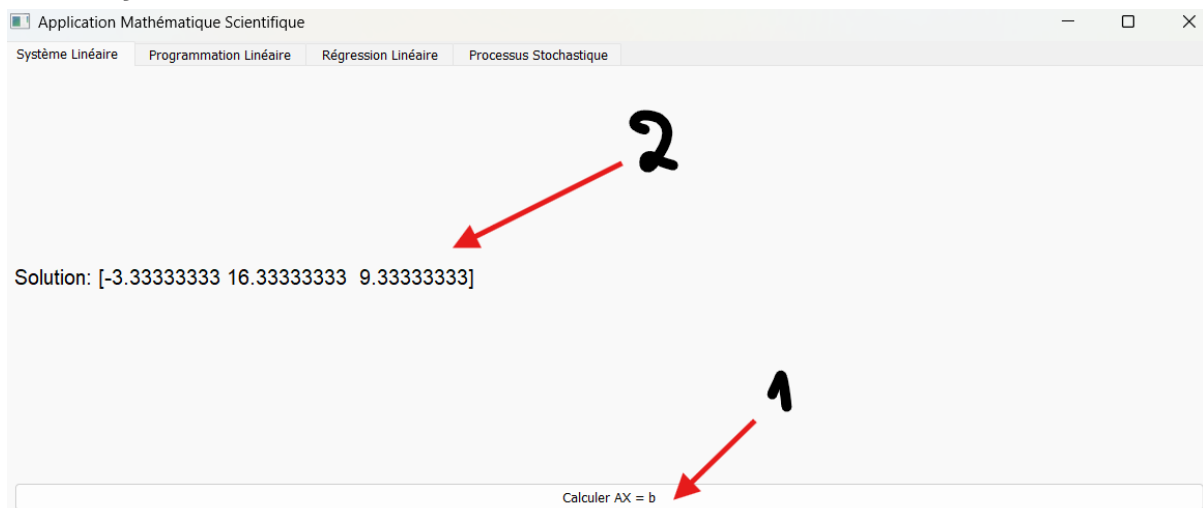 Application Mathématique Scientifique
Système Linéaire Programmation Linéaire Régression Linéaire Processus Stochastique
2
Solution: [-3.33333333 16.33333333 9.33333333]
1
Calculer AX = b